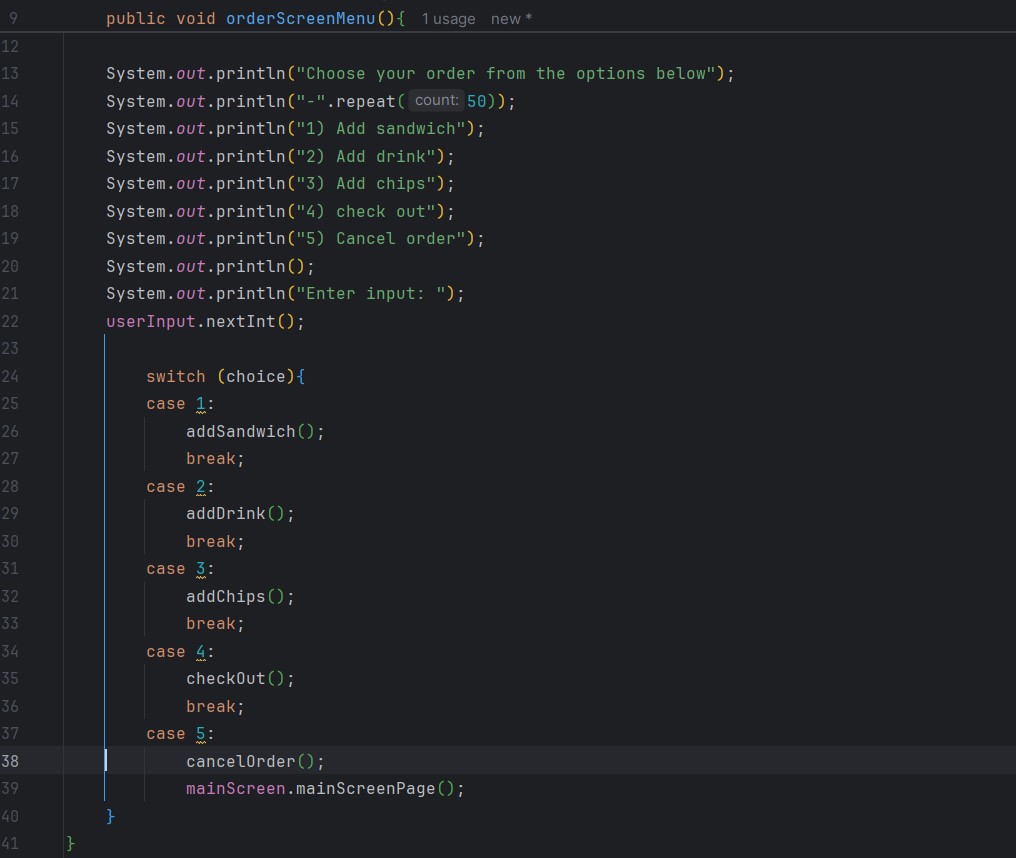 9 public void orderScreenMenu(){ 1 usage new *
12
13 System.out.println("Choose your order from the options below");
14 System.out.println("-".repeat( count: 50));
15 System.out.println("1) Add sandwich");
16 System.out.println("2) Add drink");
17 System.out.println("3) Add chips");
18 System.out.println("4) check out");
19 System.out.println("5) Cancel order");
20 System.out.println();
21 System.out.println("Enter input: ");
22 userInput.nextInt();
23
24 switch (choice){
25 case 1:
26 addSandwich();
27 break;
28 case 2:
29 addDrink();
30 break;
31 case 3:
32 addChips();
33 break;
34 case 4:
35 checkOut();
36 break;
37 case 5:
38 cancelOrder();
39 mainScreen.mainScreenPage();
40 }
41 }